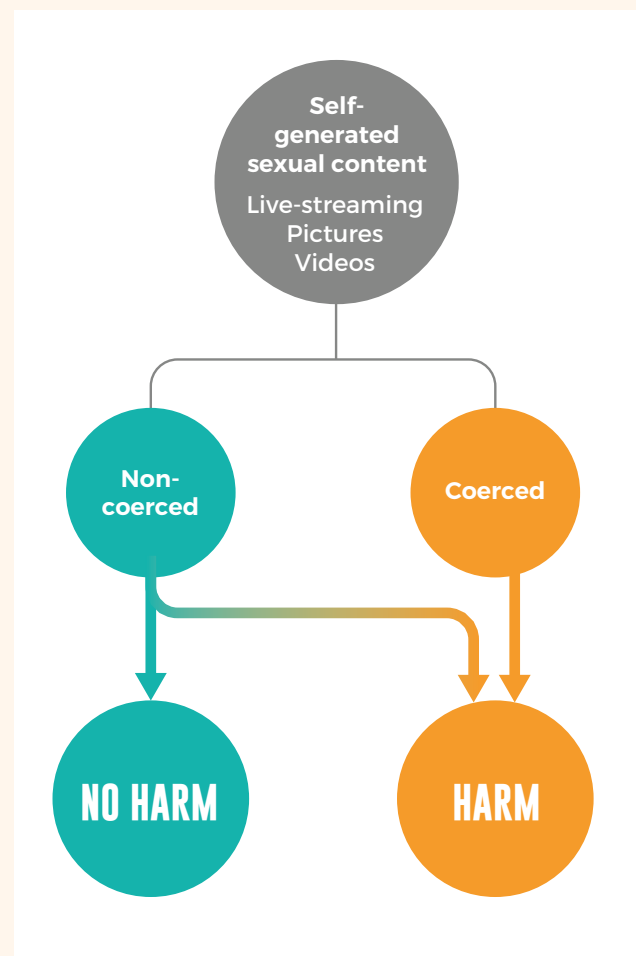 Self-
generated
sexual content
Live-streaming
Pictures
Videos
Non-
coerced
Coerced
NO HARM
HARM